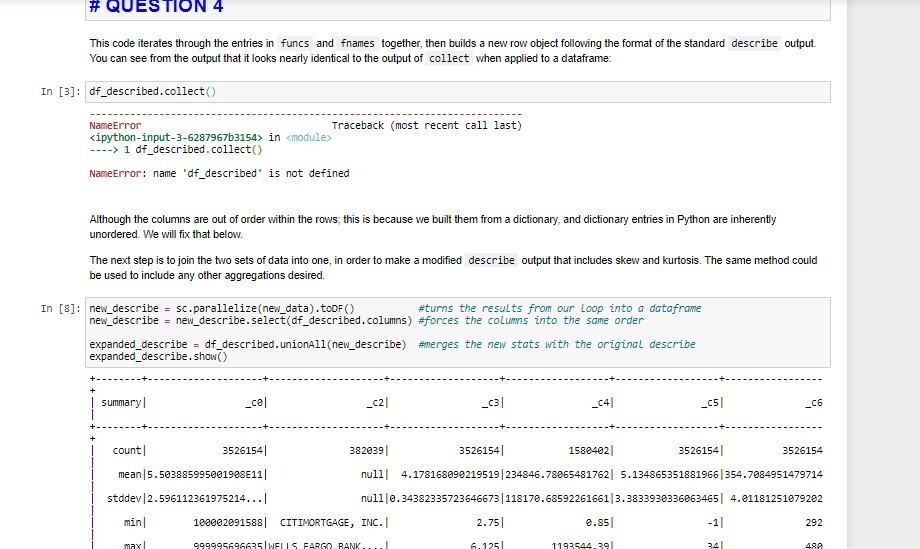 # QUESTION 4
This code iterates through the entries in funcs and fnames together, then builds a new row object following the format of the standard describe output.
You can see from the output that it looks nearly identical to the output of collect when applied to a dataframe:
In [3]: df_described.collect()
---------------------------------------------------------------------------
NameError Traceback (most recent call last)
<ipython-input-3-6287967b3154> in <module>
----> 1 df_described.collect()
NameError: name 'df_described' is not defined
Although the columns are out of order within the rows; this is because we built them from a dictionary, and dictionary entries in Python are inherently
unordered. We will fix that below.
The next step is to join the two sets of data into one, in order to make a modified describe output that includes skew and kurtosis. The same method could
be used to include any other aggregations desired.
In [8]: new_describe = sc.parallelize(new_data).toDF() #turns the results from our loop into a dataframe
new_describe = new_describe.select(df_described.columns) #forces the columns into the same order
expanded_describe = df_described.unionAll(new_describe) #merges the new stats with the original describe
expanded_describe.show()
+--------+--------------------+--------------------+-------------------+------------------+------------------+-----------------
+
| summary| _c0| _c2| _c3| _c4| _c5| _c6
|
+--------+--------------------+--------------------+-------------------+------------------+------------------+-----------------
+
| count| 3526154| 382039| 3526154| 1580402| 3526154| 3526154
| mean|5.503885995001908E11| null| 4.178168090219519|234846.78065481762| 5.134865351881966|354.7084951479714
| stddev|2.596112361975214...| null|0.34382335723646673|118170.68592261661|3.3833930336063465| 4.01181251079202
| min| 100002091588| CITIMORTGAGE, INC.| 2.75| 0.85| -1| 292
| max| 999995696635|WELLS FARGO BANK,...| 6.125| 1193544.39| 34| 480